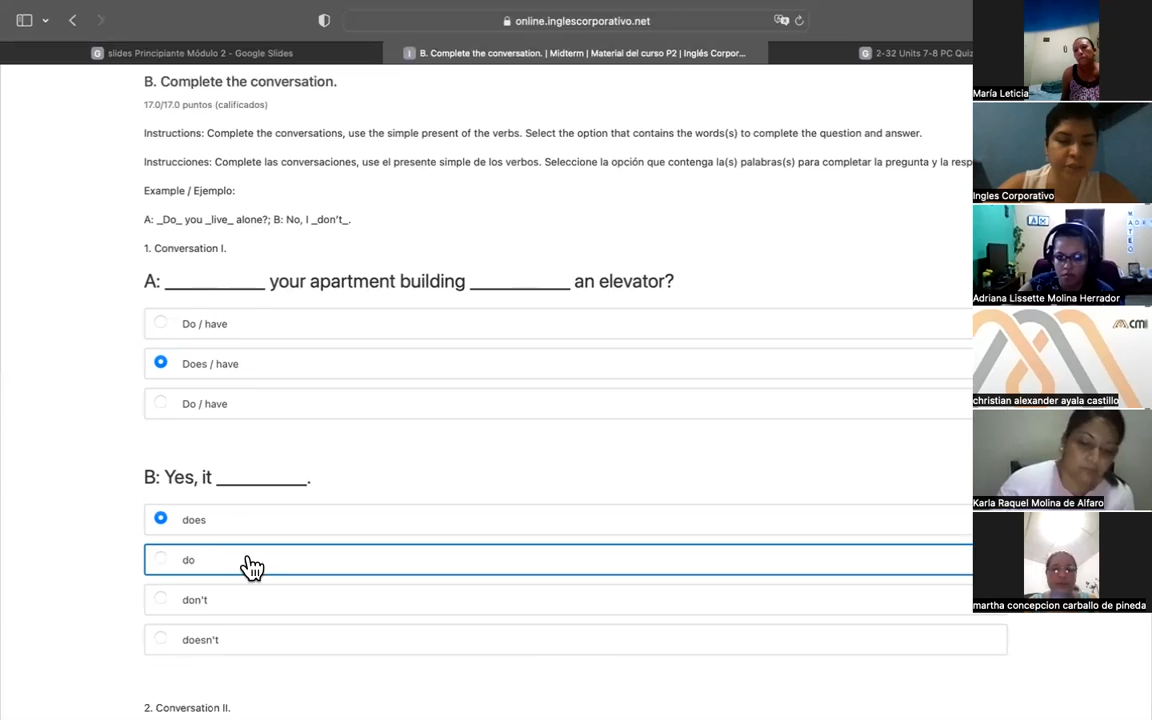 online.inglescorporativo.net
G slides Principiante Módulo 2 - Google Slides
i B. Complete the conversation. | Midterm | Material del curso P2 | Inglés Corpor...
G 2-32 Units 7-8 PC Quiz
B. Complete the conversation.
17.0/17.0 puntos (calificados)
Instructions: Complete the conversations, use the simple present of the verbs. Select the option that contains the words(s) to complete the question and answer.
Instrucciones: Complete las conversaciones, use el presente simple de los verbos. Seleccione la opción que contenga la(s) palabras(s) para completar la pregunta y la resp
Example / Ejemplo:
A: _Do_ you _live_ alone?; B: No, I _don't_.
1. Conversation I.
A: __________ your apartment building __________ an elevator?
Do / have
Does / have
Do / have
B: Yes, it _________.
does
do
don't
doesn't
2. Conversation II.
María Leticia
Ingles Corporativo
Adriana Lissette Molina Herrador
cmi
christian alexander ayala castillo
Karla Raquel Molina de Alfaro
martha concepcion carballo de pineda